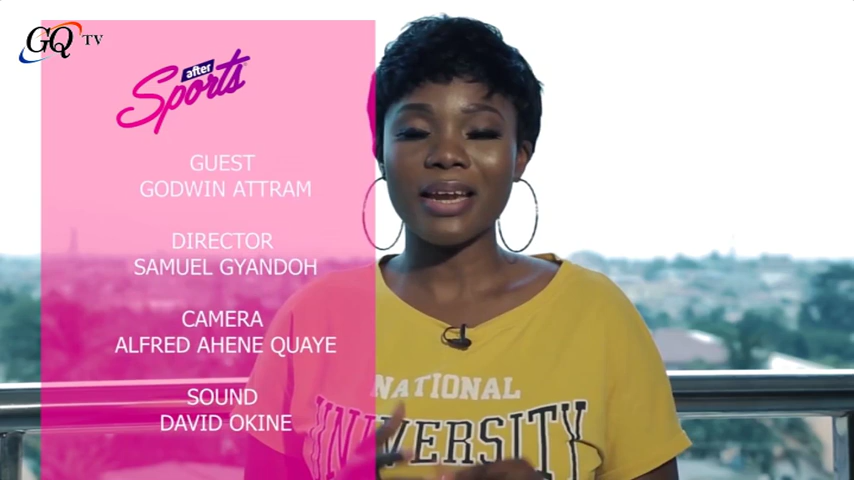 GQ TV
after
Sports
GUEST
GODWIN ATTRAM
DIRECTOR
SAMUEL GYANDOH
CAMERA
ALFRED AHENE QUAYE
SOUND
DAVID OKINE
NATIONAL
UNIVERSITY